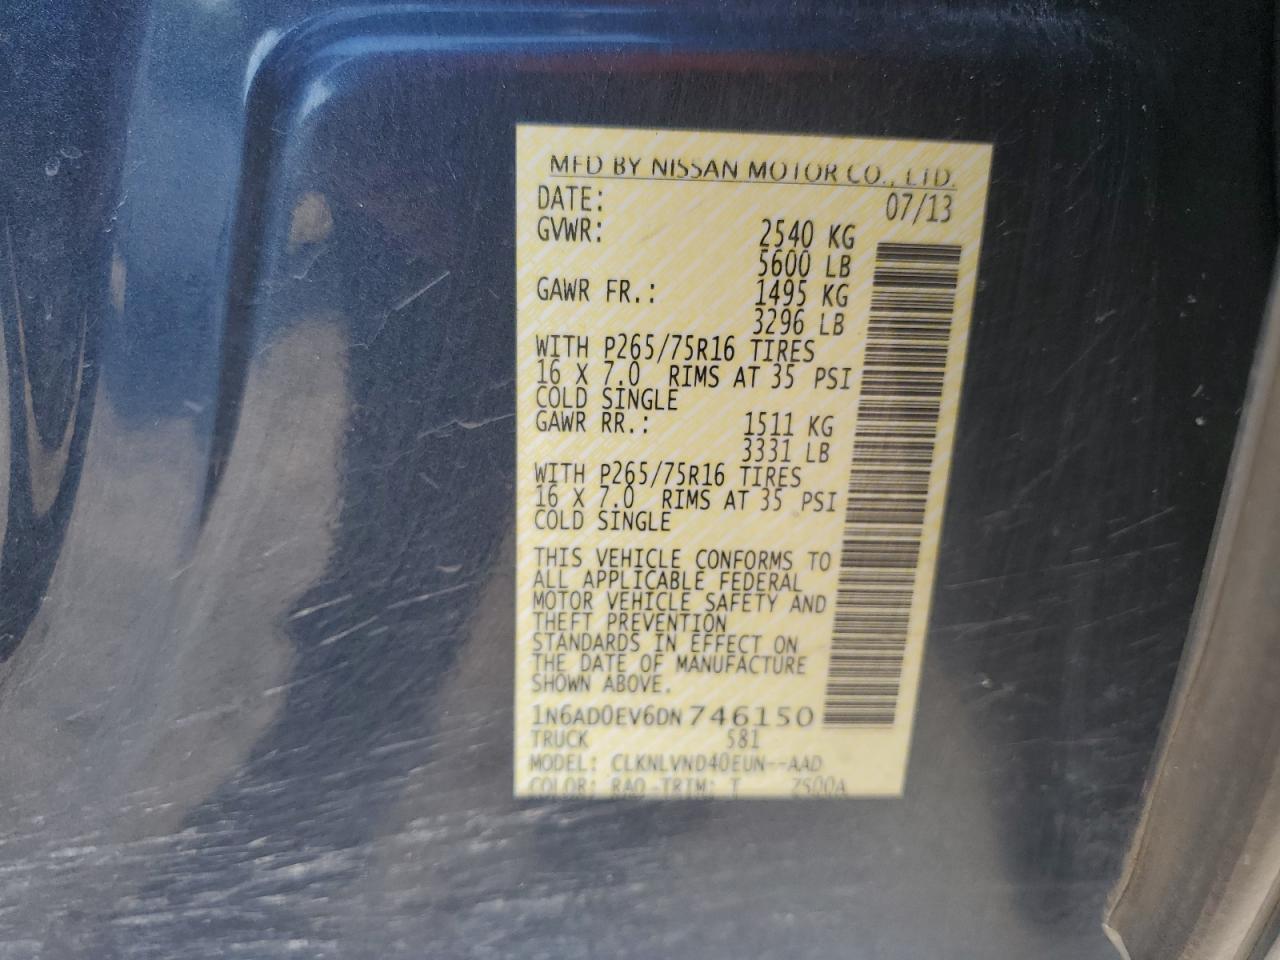 MFD BY NISSAN MOTOR CO., LTD.
DATE: 07/13
GVWR: 2540 KG
5600 LB
GAWR FR.: 1495 KG
3296 LB
WITH P265/75R16 TIRES
16 X 7.0 RIMS AT 35 PSI
COLD SINGLE
GAWR RR.: 1511 KG
3331 LB
WITH P265/75R16 TIRES
16 X 7.0 RIMS AT 35 PSI
COLD SINGLE
THIS VEHICLE CONFORMS TO
ALL APPLICABLE FEDERAL
MOTOR VEHICLE SAFETY AND
THEFT PREVENTION
STANDARDS IN EFFECT ON
THE DATE OF MANUFACTURE
SHOWN ABOVE.
1N6AD0EV6DN746150
TRUCK 581
MODEL: CLKNLVND40EUN--AAD
COLOR: RAQ-TRIM: T ZS00A